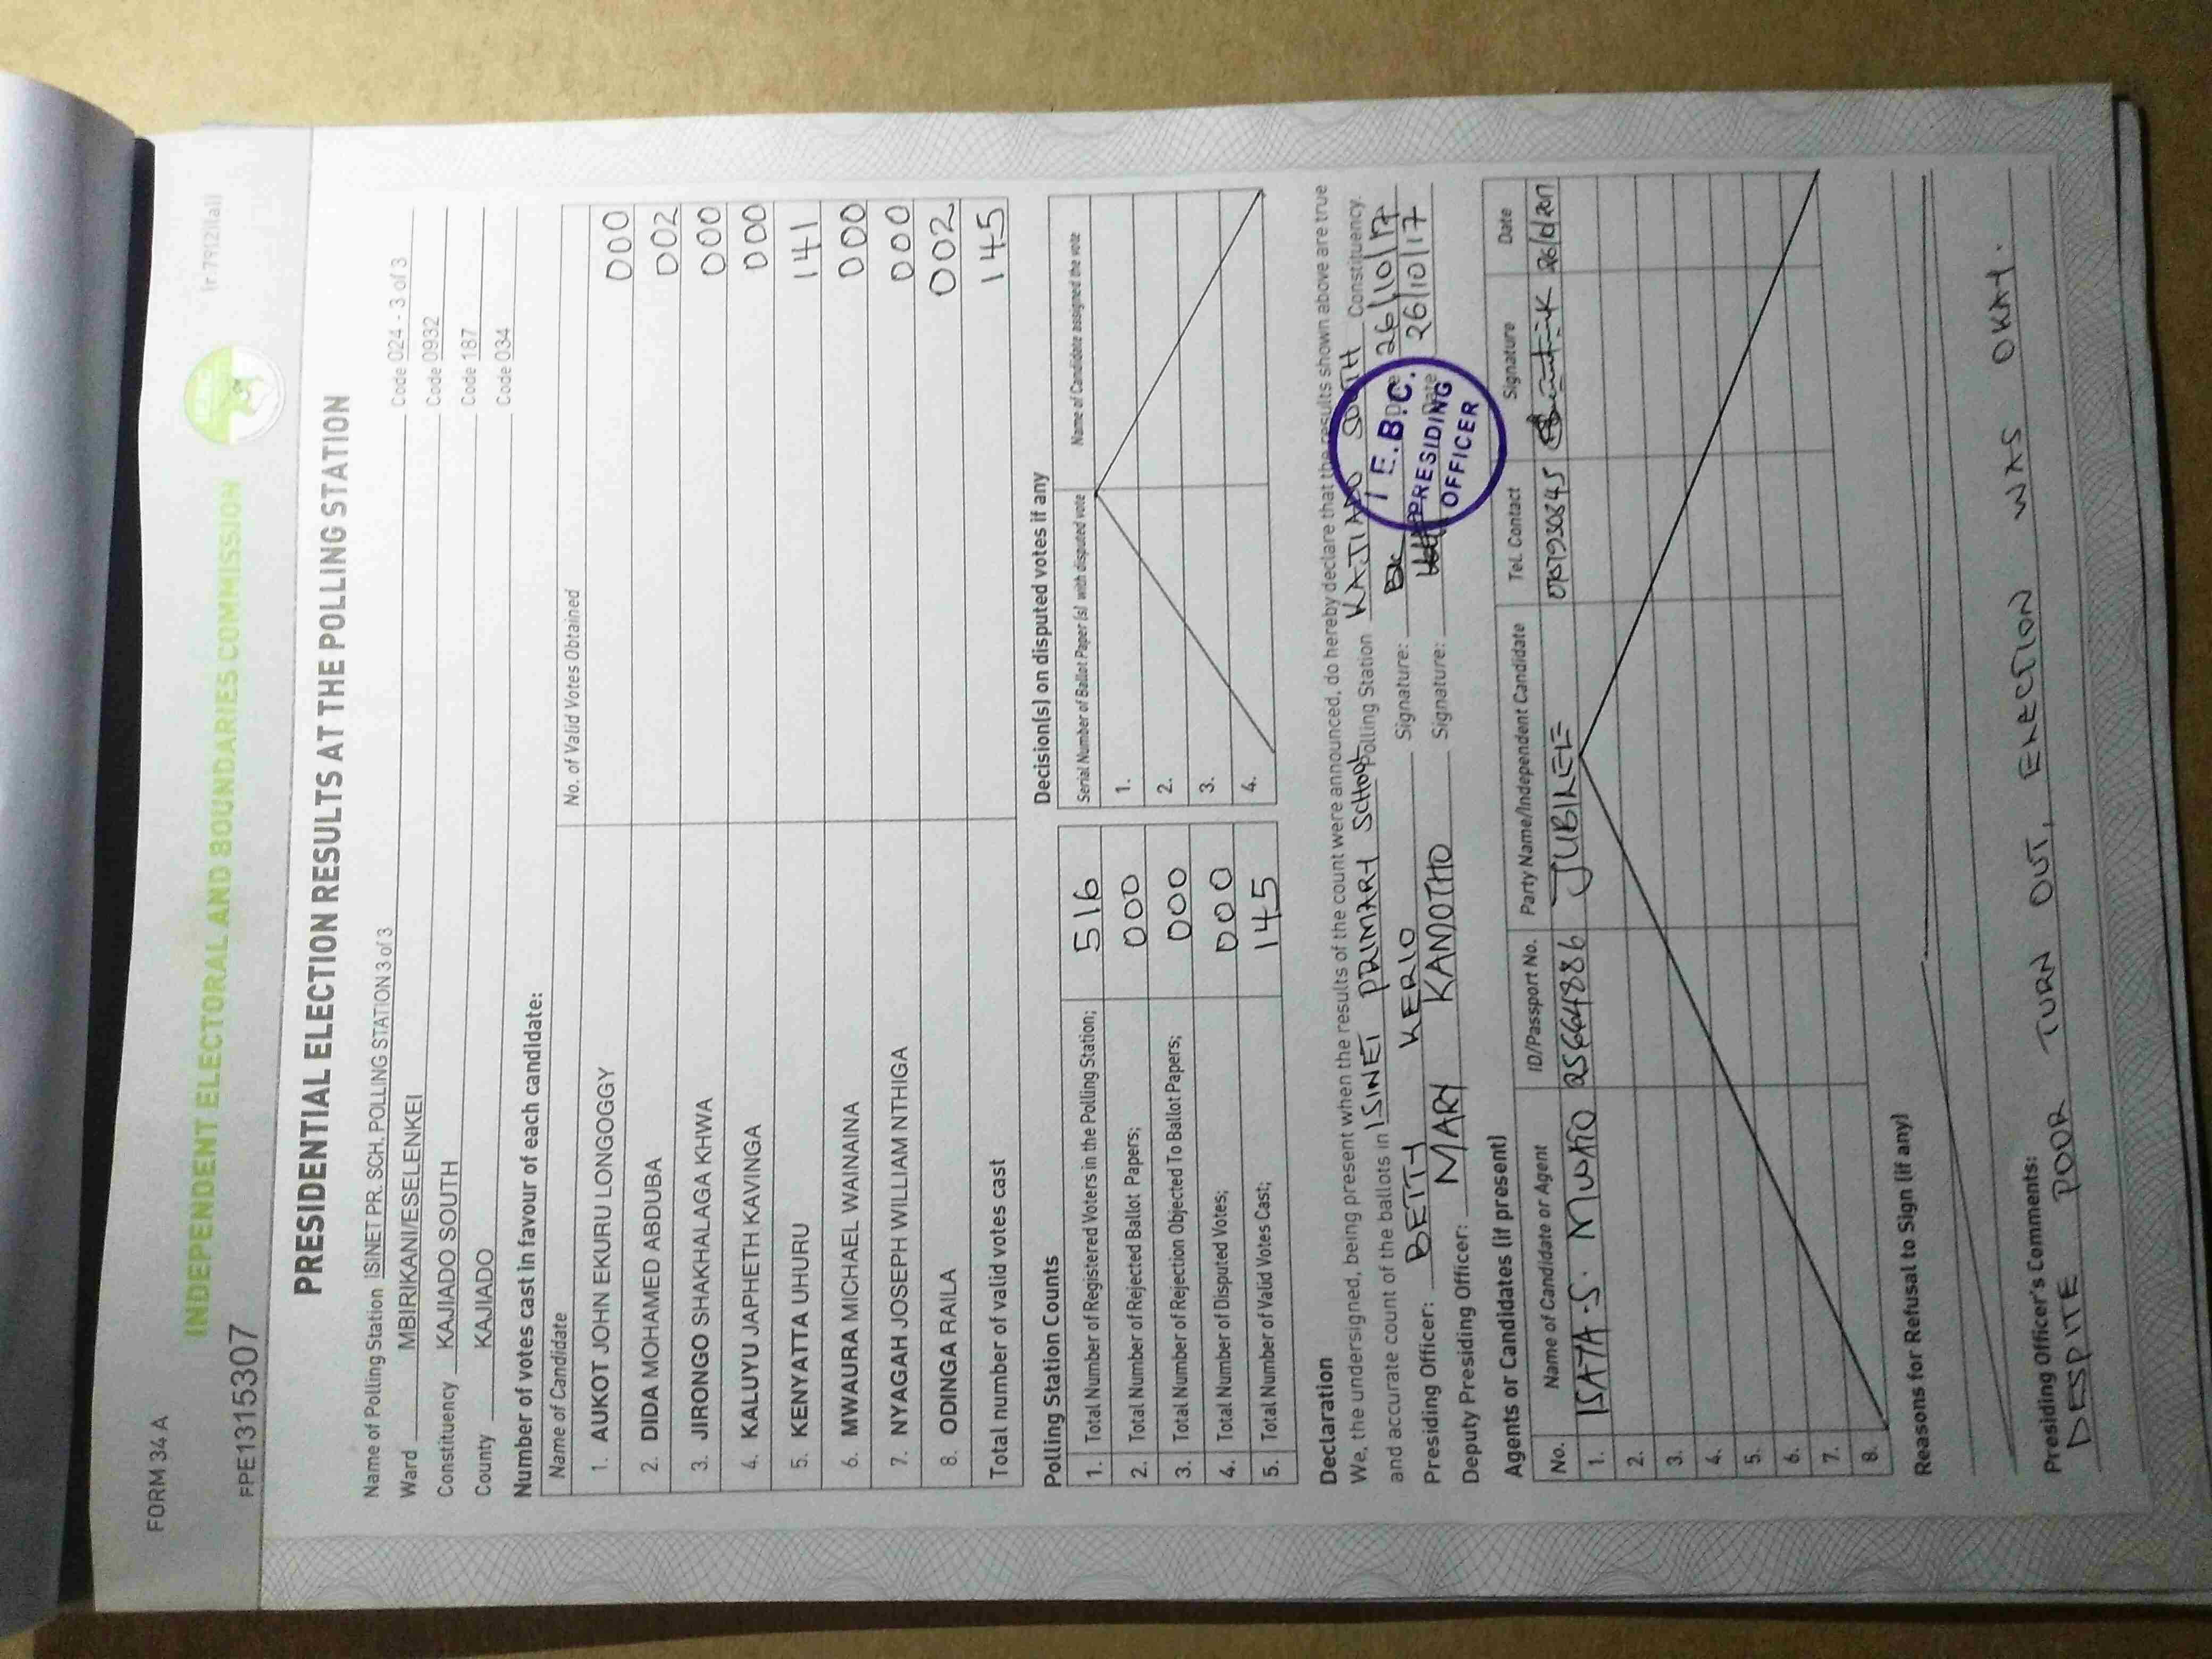 FORM 34 A
INDEPENDENT ELECTORAL AND BOUNDARIES COMMISSION
FPE1315307
PRESIDENTIAL ELECTION RESULTS AT THE POLLING STATION
Name of Polling Station ISINET PR. SCH. POLLING STATION 3 of 3 Code 024 - 3 of 3
Ward MBIRIKANI/ESELENKEI Code 0932
Constituency KAJIADO SOUTH Code 187
County KAJIADO Code 034
Number of votes cast in favour of each candidate:
Name of Candidate No. of Valid Votes Obtained
1. AUKOT JOHN EKURU LONGOGGY 000
2. DIDA MOHAMED ABDUBA 002
3. JIRONGO SHAKHALAGA KHWA 000
4. KALUYU JAPHETH KAVINGA 000
5. KENYATTA UHURU 141
6. MWAURA MICHAEL WAINAINA 000
7. NYAGAH JOSEPH WILLIAM NTHIGA 000
8. ODINGA RAILA 002
Total number of valid votes cast 145
Polling Station Counts
1. Total Number of Registered Voters in the Polling Station; 516
2. Total Number of Rejected Ballot Papers; 000
3. Total Number of Rejection Objected To Ballot Papers; 000
4. Total Number of Disputed Votes; 000
5. Total Number of Valid Votes Cast; 145
Decision(s) on disputed votes if any
Serial Number of Ballot Paper (s) with disputed vote Name of Candidate assigned the vote
1.
2.
3.
4.
Declaration
We, the undersigned, being present when the results of the count were announced, do hereby declare that the results shown above are true
and accurate count of the ballots in ISINET PRIMARY SCHOOL Polling Station KAJIADO SOUTH Constituency.
Presiding Officer: BETTY KERIO Signature: Date 26/10/17
Deputy Presiding Officer: MARY KANOTHO Signature: Date 26/10/17
I.E.B.C.
PRESIDING
OFFICER
Agents or Candidates (if present)
No. Name of Candidate or Agent ID/Passport No. Party Name/Independent Candidate Tel. Contact Signature Date
1. ISAYA.S. 25664886 JUBILEE 26/10/2017
2.
3.
4.
5.
6.
7.
8.
Reasons for Refusal to Sign (if any)
Presiding Officer's Comments:
DESPITE POOR TURN OUT, ELECTION WAS OKAY.